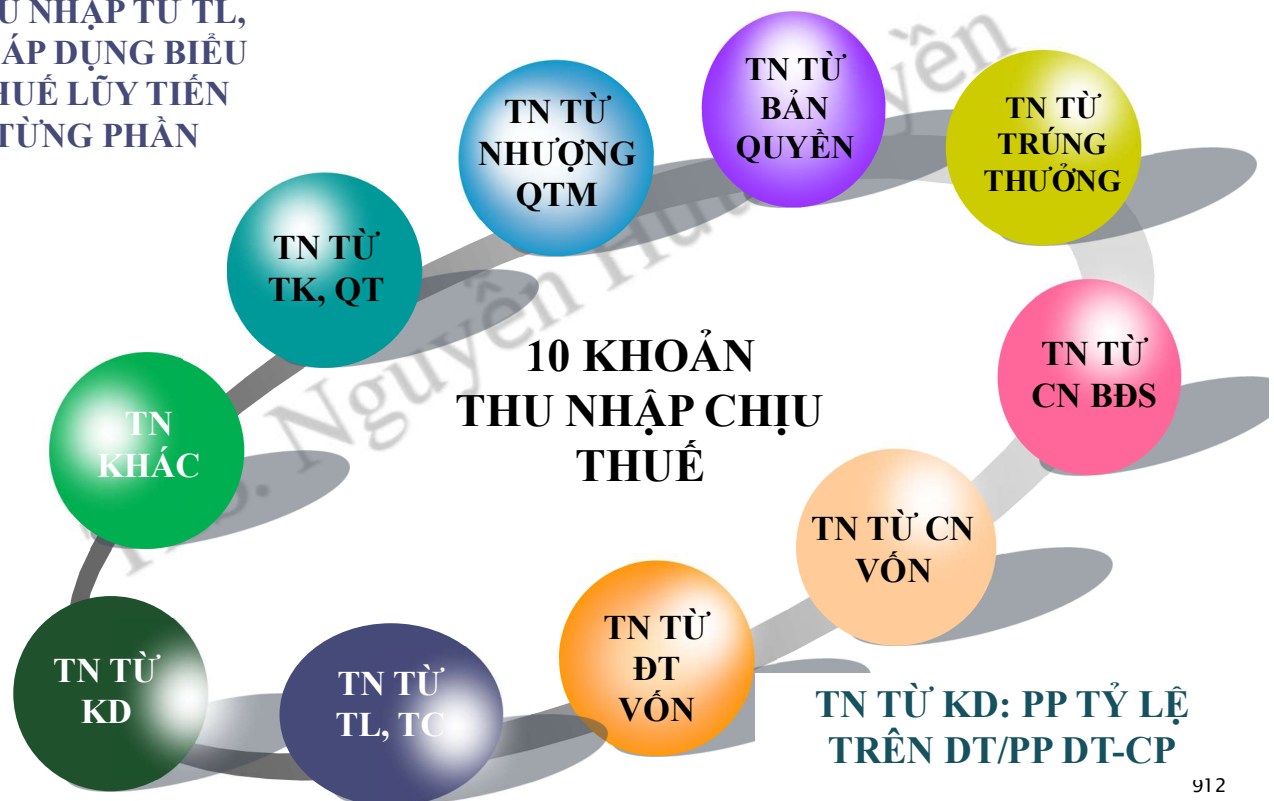 U NHẬP TỪ TL,
ÁP DỤNG BIỂU
HUẾ LŨY TIẾN
TỪNG PHẦN
TN TỪ
NHƯỢNG
QTM
TN TỪ
BẢN
QUYỀN
TN TỪ
TRÚNG
THƯỞNG
TN TỪ
TK, QT
TN TỪ
CN BĐS
10 KHOẢN
THU NHẬP CHỊU
THUẾ
TN
KHÁC
TN TỪ CN
VỐN
TN TỪ
KD
TN TỪ
TL, TC
TN TỪ
ĐT
VỐN
TN TỪ KD: PP TỶ LỆ
TRÊN DT/PP DT-CP
912